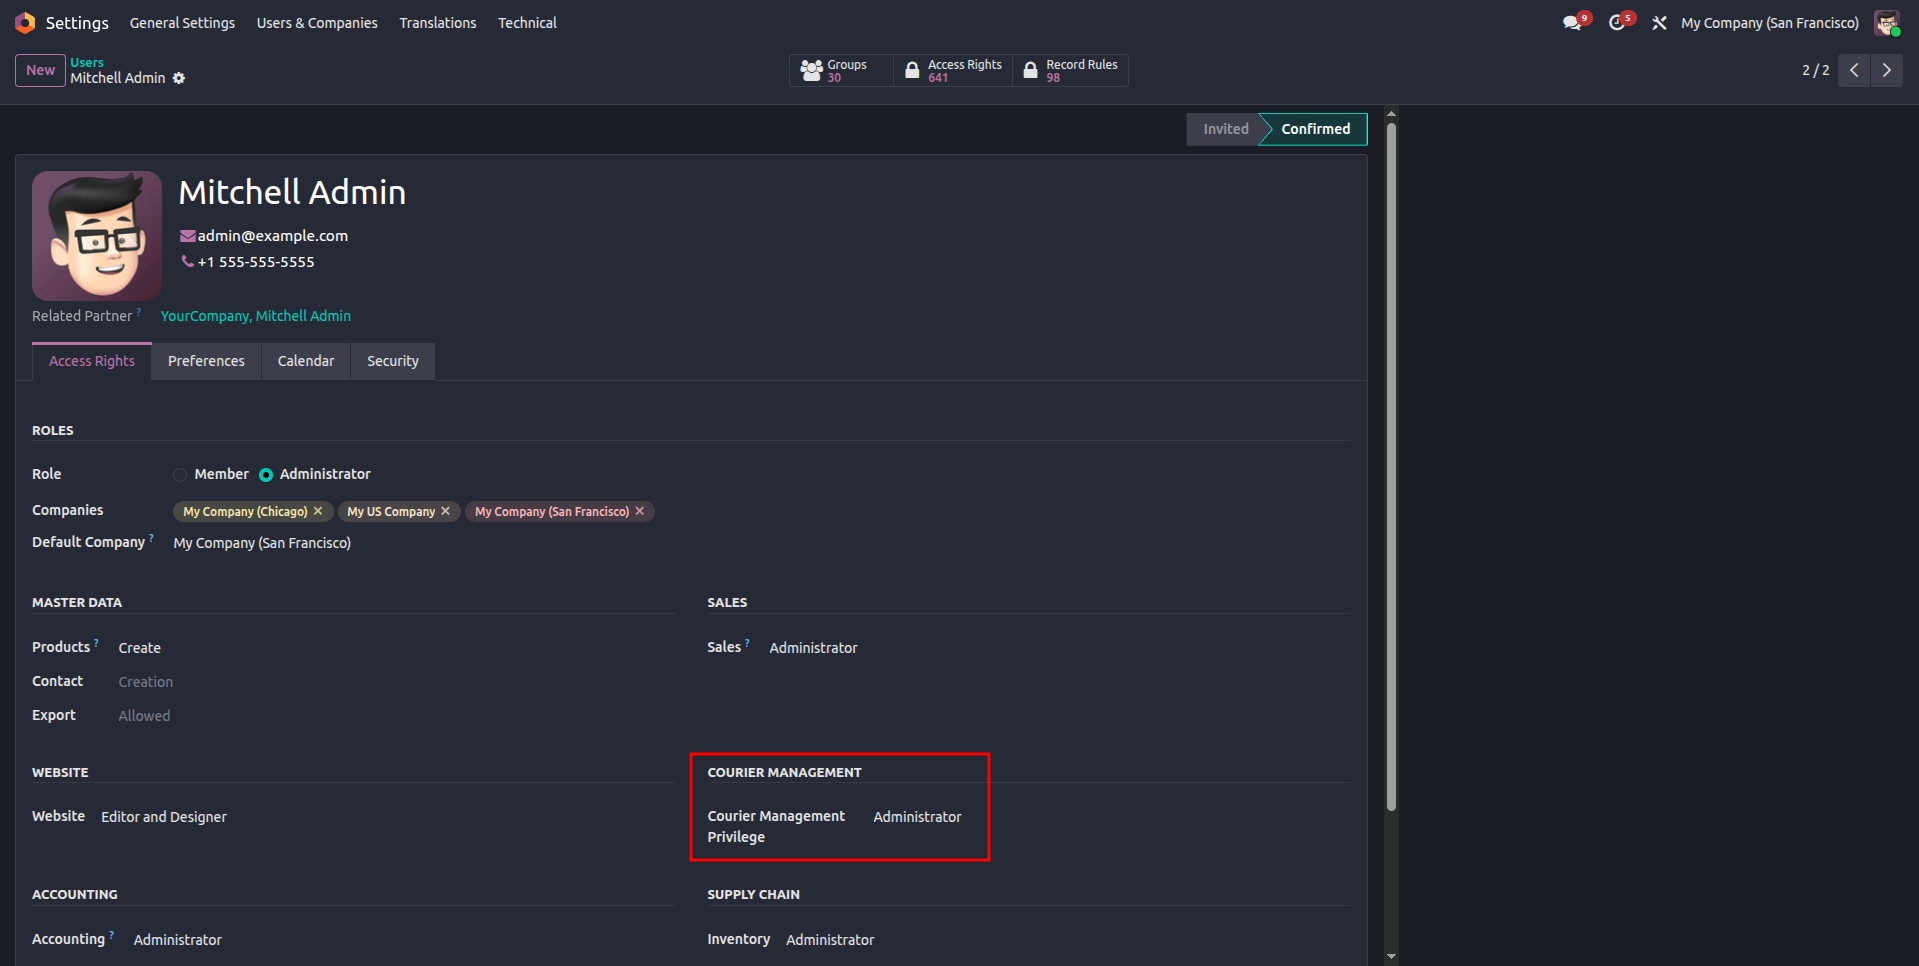 Settings General Settings Users & Companies Translations Technical 9 5 My Company (San Francisco)
New Users Groups 30 Access Rights 641 Record Rules 98 2 / 2
Mitchell Admin
Invited Confirmed
Mitchell Admin
admin@example.com
+1 555-555-5555
Related Partner ? YourCompany, Mitchell Admin
Access Rights Preferences Calendar Security
ROLES
Role Member Administrator
Companies My Company (Chicago) × My US Company × My Company (San Francisco) ×
Default Company ? My Company (San Francisco)
MASTER DATA SALES
Products ? Create Sales ? Administrator
Contact Creation
Export Allowed
WEBSITE COURIER MANAGEMENT
Website Editor and Designer Courier Management Administrator
Privilege
ACCOUNTING SUPPLY CHAIN
Accounting ? Administrator Inventory Administrator